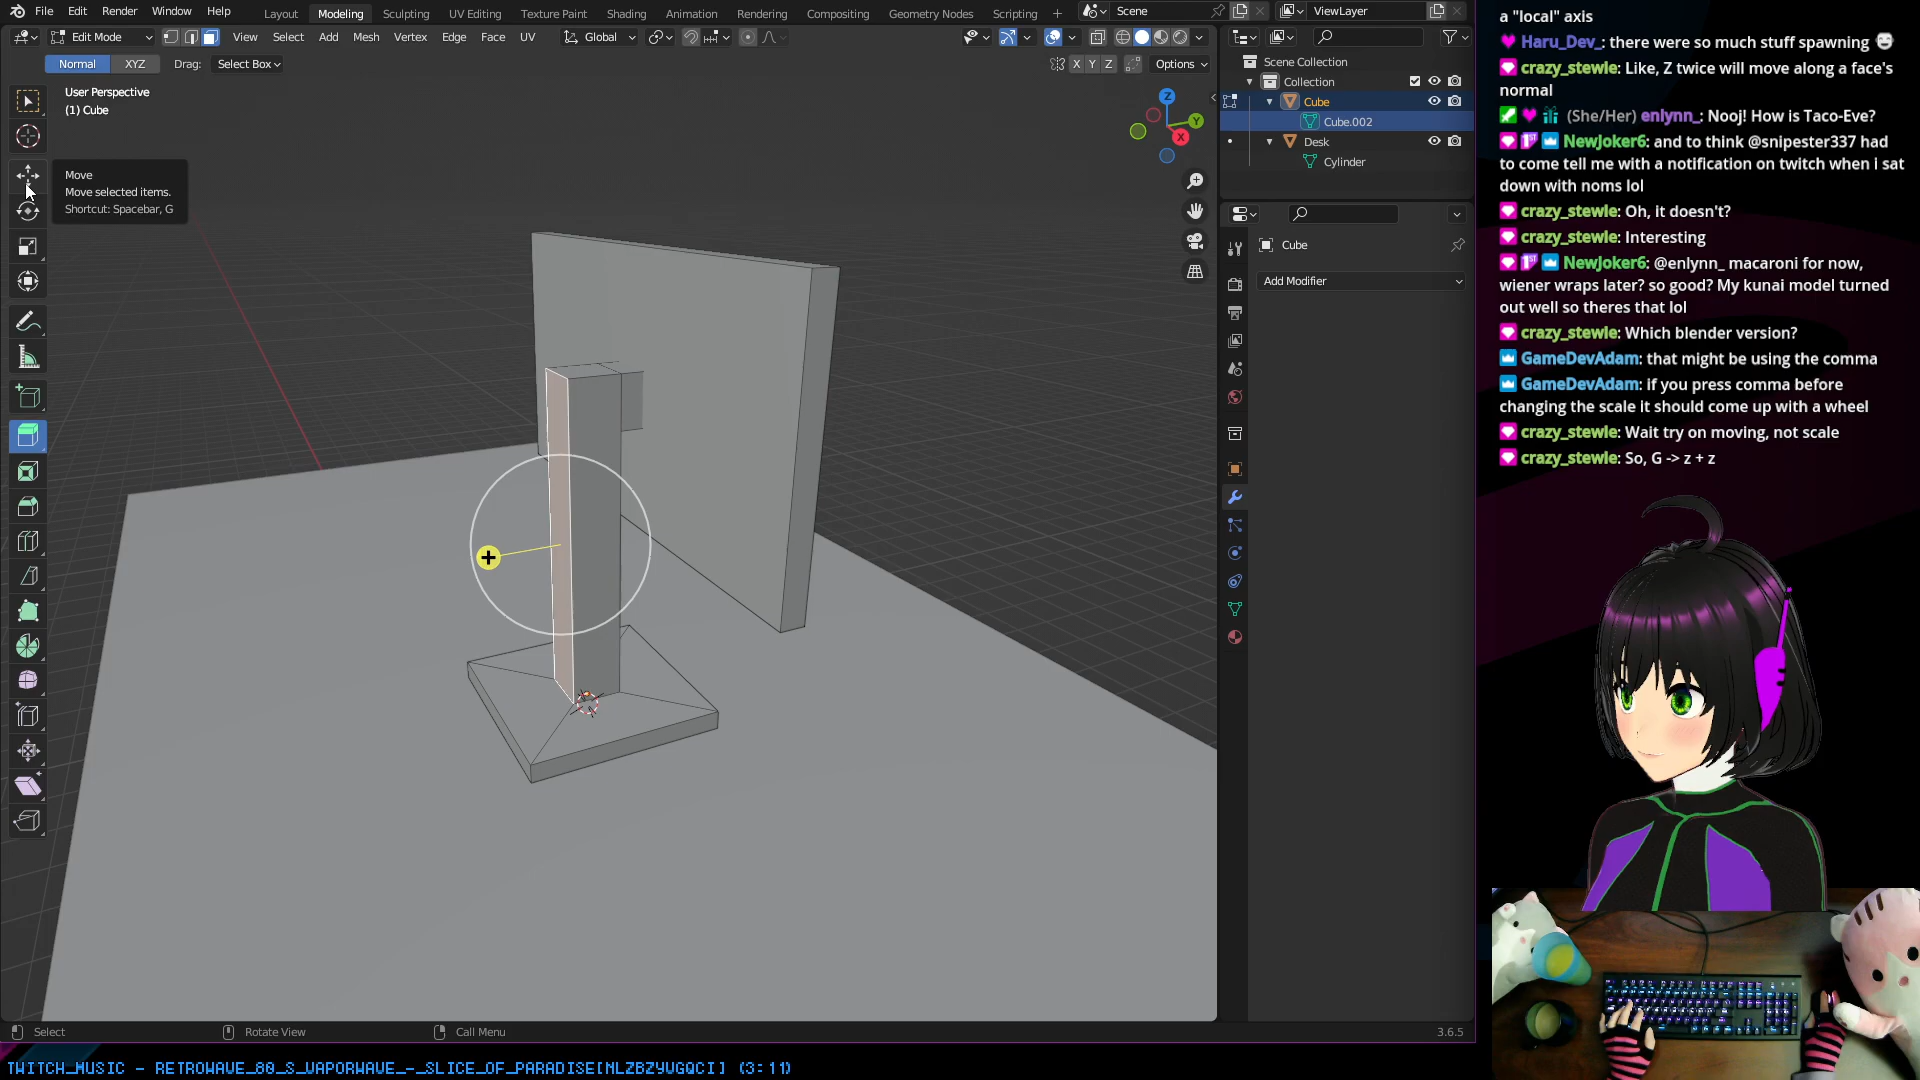 File Edit Render Window Help
Layout Modeling Sculpting UV Editing Texture Paint Shading Animation Rendering Compositing Geometry Nodes Scripting +
Scene
ViewLayer
Edit Mode View Select Add Mesh Vertex Edge Face UV Global
Normal XYZ Drag: Select Box
X Y Z Options
User Perspective
(1) Cube
Move
Move selected items.
Shortcut: Spacebar, G
Z
Y
X
Scene Collection
Collection
Cube
Cube.002
Desk
Cylinder
Cube
Add Modifier
Select Rotate View Call Menu 3.6.5
a "local" axis
Haru_Dev_: there were so much stuff spawning
crazy_stewie: Like, Z twice will move along a face's
normal
(She/Her) enlynn_: Nooj! How is Taco-Eve?
NewJoker6: and to think @snipester337 had
to come tell me with a notification on twitch when i sat
down with noms lol
crazy_stewie: Oh, it doesn't?
crazy_stewie: Interesting
NewJoker6: @enlynn_ macaroni for now,
wiener wraps later? so good? My kunai model turned
out well so theres that lol
crazy_stewie: Which blender version?
GameDevAdam: that might be using the comma
GameDevAdam: if you press comma before
changing the scale it should come up with a wheel
crazy_stewie: Wait try on moving, not scale
crazy_stewie: So, G -> z + z
TWITCH_MUSIC - RETROWAVE_80_S_VAPORWAVE_-_SLICE_OF_PARADISE[NLZBZYVGQCI] (3:11)